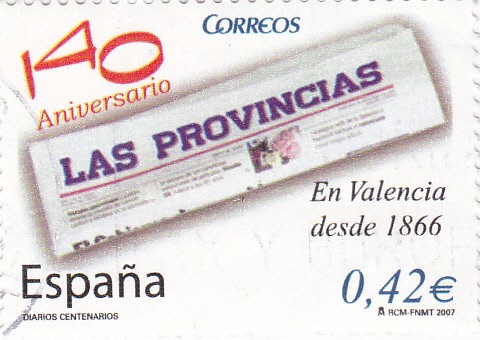 CORREOS
140
Aniversario
LAS PROVINCIAS
En Valencia
desde 1866
España
0,42€
DIARIOS CENTENARIOS
RCM-FNMT 2007